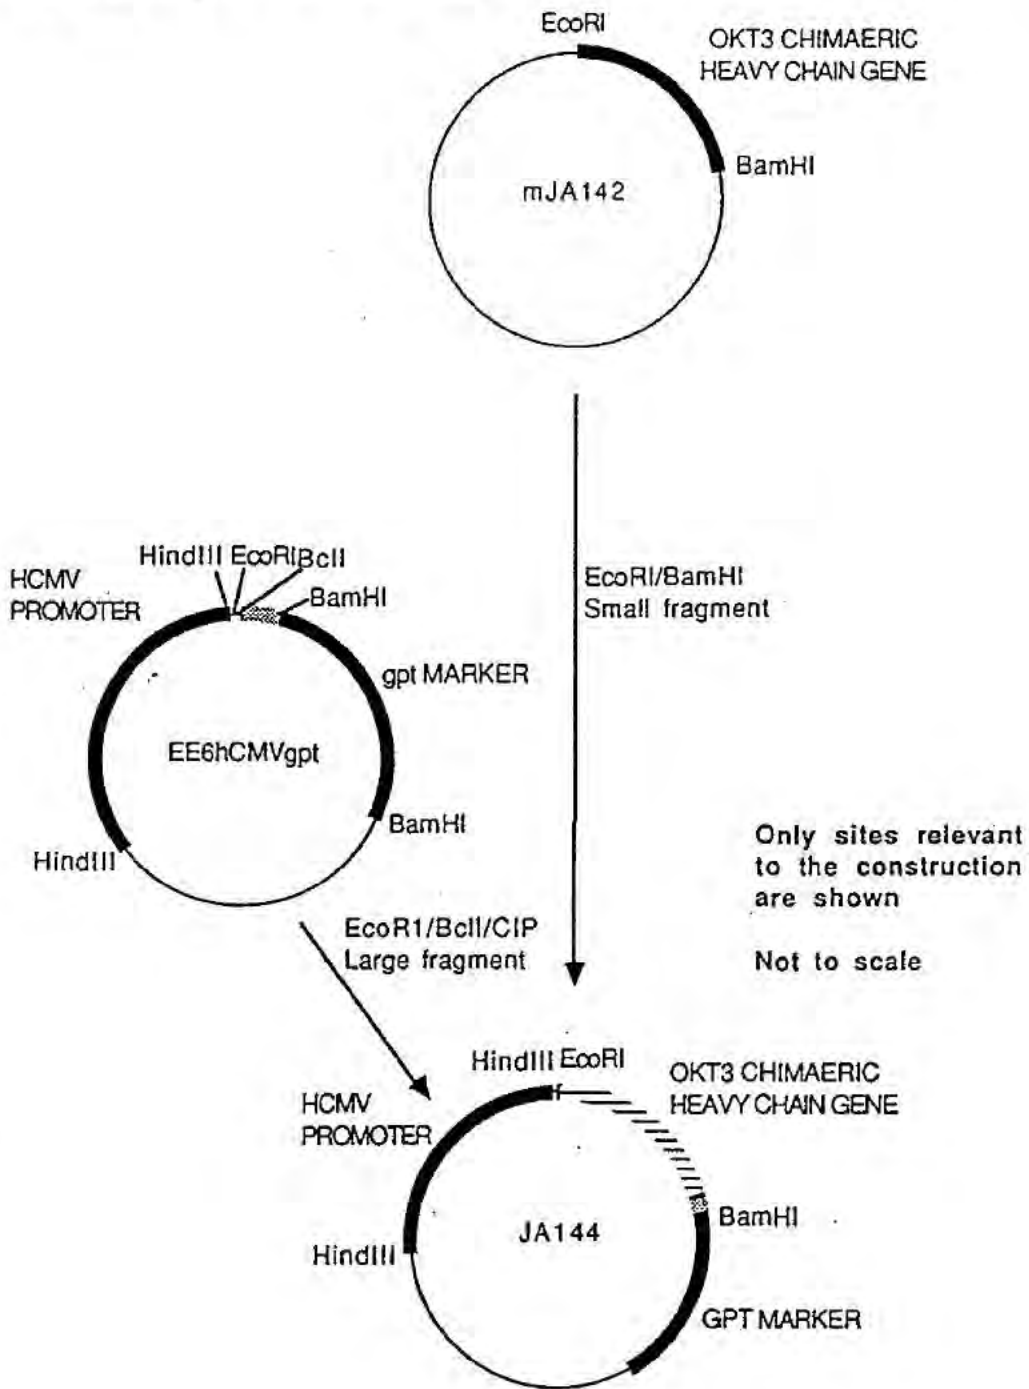 EcoRI
OKT3 CHIMAERIC
HEAVY CHAIN GENE
BamHI
mJA142
HindIII EcoRI BclI
HCMV
PROMOTER
BamHI
gpt MARKER
EE6hCMVgpt
BamHI
HindIII
EcoRI/BamHI
Small fragment
Only sites relevant
to the construction
are shown
Not to scale
EcoR1/BclI/CIP
Large fragment
HindIII EcoRI
OKT3 CHIMAERIC
HEAVY CHAIN GENE
HCMV
PROMOTER
BamHI
JA144
HindIII
GPT MARKER